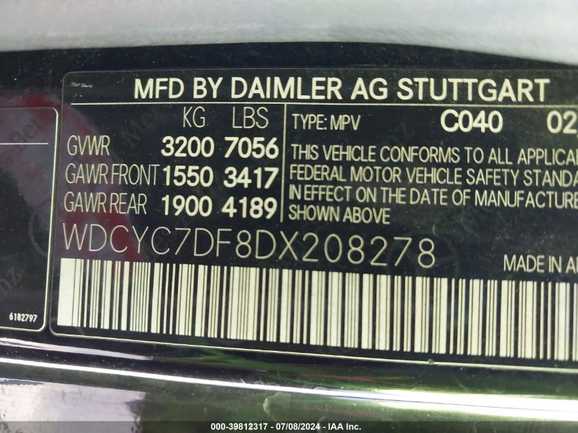 MFD BY DAIMLER AG STUTTGART
KG LBS
GVWR 3200 7056
GAWR FRONT 1550 3417
GAWR REAR 1900 4189
TYPE: MPV C040 02
THIS VEHICLE CONFORMS TO ALL APPLICA
FEDERAL MOTOR VEHICLE SAFETY STANDA
IN EFFECT ON THE DATE OF MANUFACTURE
SHOWN ABOVE
WDCYC7DF8DX208278
MADE IN
6182797
000-39812317 / 07/08/2024 - IAA Inc.